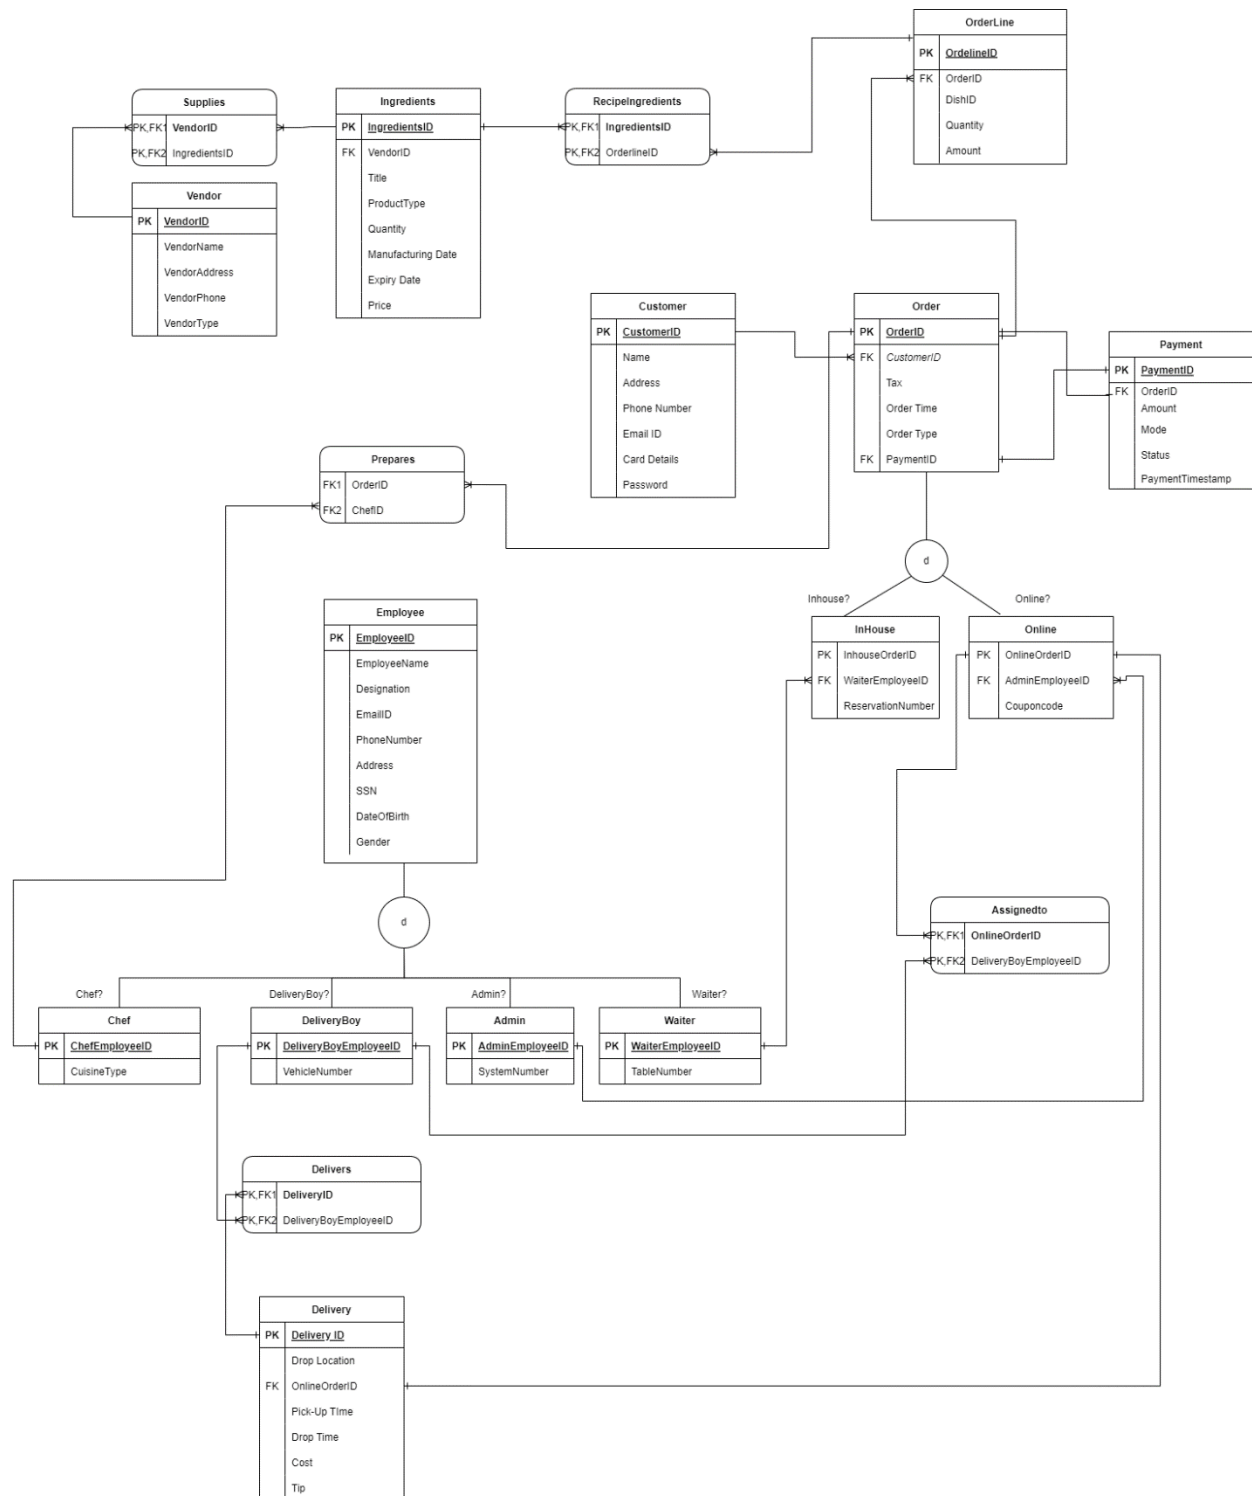 OrderLine
PK OrdelineID
FK OrderID
DishID
Quantity
Amount
Supplies
PK,FK1 VendorID
PK,FK2 IngredientsID
Ingredients
PK IngredientsID
FK VendorID
Title
ProductType
Quantity
Manufacturing Date
Expiry Date
Price
RecipeIngredients
PK,FK1 IngredientsID
PK,FK2 OrderlineID
Vendor
PK VendorID
VendorName
VendorAddress
VendorPhone
VendorType
Customer
PK CustomerID
Name
Address
Phone Number
Email ID
Card Details
Password
Order
PK OrderID
FK CustomerID
Tax
Order Time
Order Type
FK PaymentID
Payment
PK PaymentID
FK OrderID
Amount
Mode
Status
PaymentTimestamp
Prepares
FK1 OrderID
FK2 ChefID
d
Inhouse?
Online?
Employee
PK EmployeeID
EmployeeName
Designation
EmailID
PhoneNumber
Address
SSN
DateOfBirth
Gender
InHouse
PK InhouseOrderID
FK WaiterEmployeeID
ReservationNumber
Online
PK OnlineOrderID
FK AdminEmployeeID
Couponcode
d
Assignedto
PK,FK1 OnlineOrderID
PK,FK2 DeliveryBoyEmployeeID
Chef?
DeliveryBoy?
Admin?
Waiter?
Chef
PK ChefEmployeeID
CuisineType
DeliveryBoy
PK DeliveryBoyEmployeeID
VehicleNumber
Admin
PK AdminEmployeeID
SystemNumber
Waiter
PK WaiterEmployeeID
TableNumber
Delivers
PK,FK1 DeliveryID
PK,FK2 DeliveryBoyEmployeeID
Delivery
PK Delivery ID
Drop Location
FK OnlineOrderID
Pick-Up TIme
Drop Time
Cost
Tip